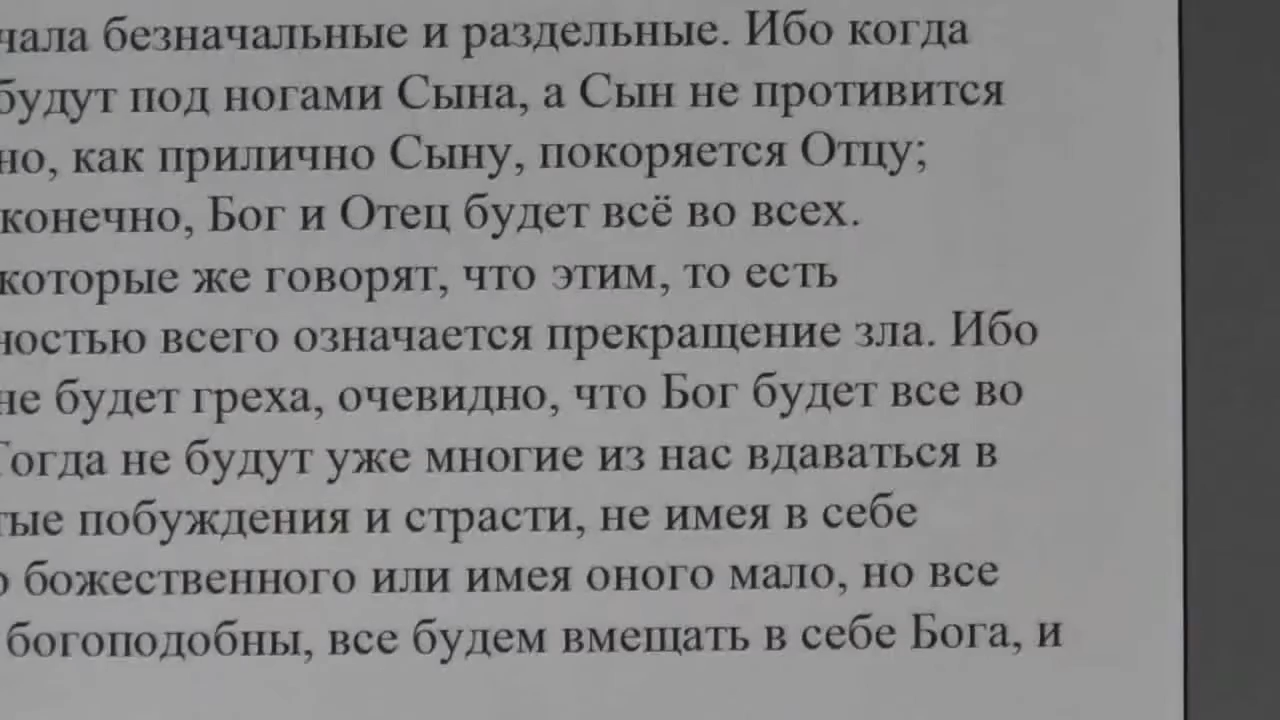 чала безначальные и раздельные. Ибо когда
будут под ногами Сына, а Сын не противится
но, как прилично Сыну, покоряется Отцу;
конечно, Бог и Отец будет всё во всех.
которые же говорят, что этим, то есть
ностью всего означается прекращение зла. Ибо
не будет греха, очевидно, что Бог будет все во
Тогда не будут уже многие из нас вдаваться в
тые побуждения и страсти, не имея в себе
о божественного или имея оного мало, но все
богоподобны, все будем вмещать в себе Бога, и